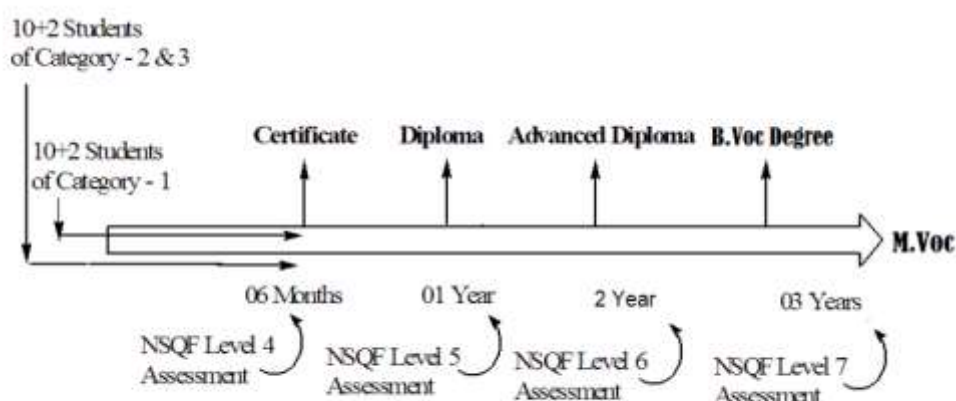 10+2 Students
of Category - 2 & 3
10+2 Students
of Category - 1
Certificate
Diploma
Advanced Diploma
B.Voc Degree
M.Voc
06 Months
01 Year
2 Year
03 Years
NSQF Level 4
Assessment
NSQF Level 5
Assessment
NSQF Level 6
Assessment
NSQF Level 7
Assessment